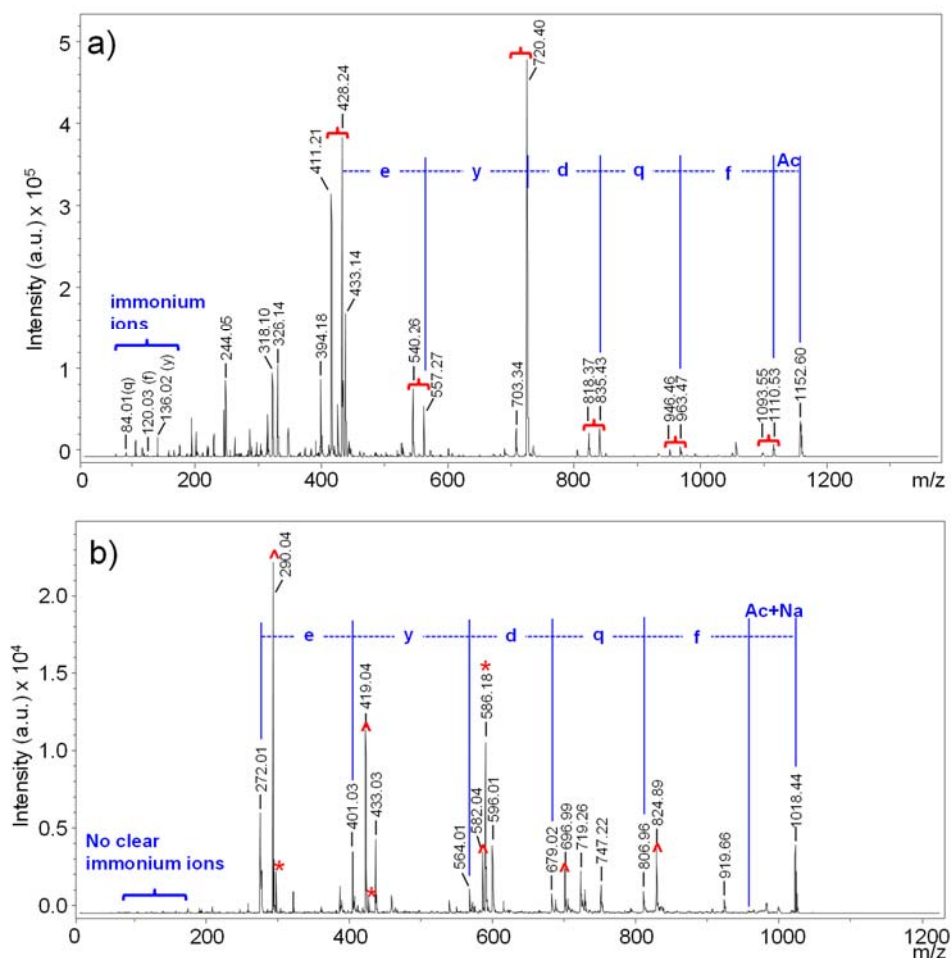 a)
Intensity (a.u.) x 10⁵
5
4
3
2
1
0
immonium
ions
84.01(q)
120.03 (f)
136.02 (y)
244.05
318.10
326.14
394.18
411.21
428.24
433.14
540.26
557.27
703.34
720.40
818.37
835.43
946.46
963.47
1093.55
1110.53
1152.60
e
y
d
q
f
Ac
0
200
400
600
800
1000
1200
m/z
b)
Intensity (a.u.) x 10⁴
2.0
1.5
1.0
0.5
0.0
No clear
immonium ions
272.01
^
290.04
*
401.03
419.04
^
*
433.03
564.01
582.04
^
*
586.18
596.01
679.02
696.99
^
719.26
747.22
806.96
824.89
^
919.66
1018.44
e
y
d
q
f
Ac+Na
0
200
400
600
800
1000
1200
m/z